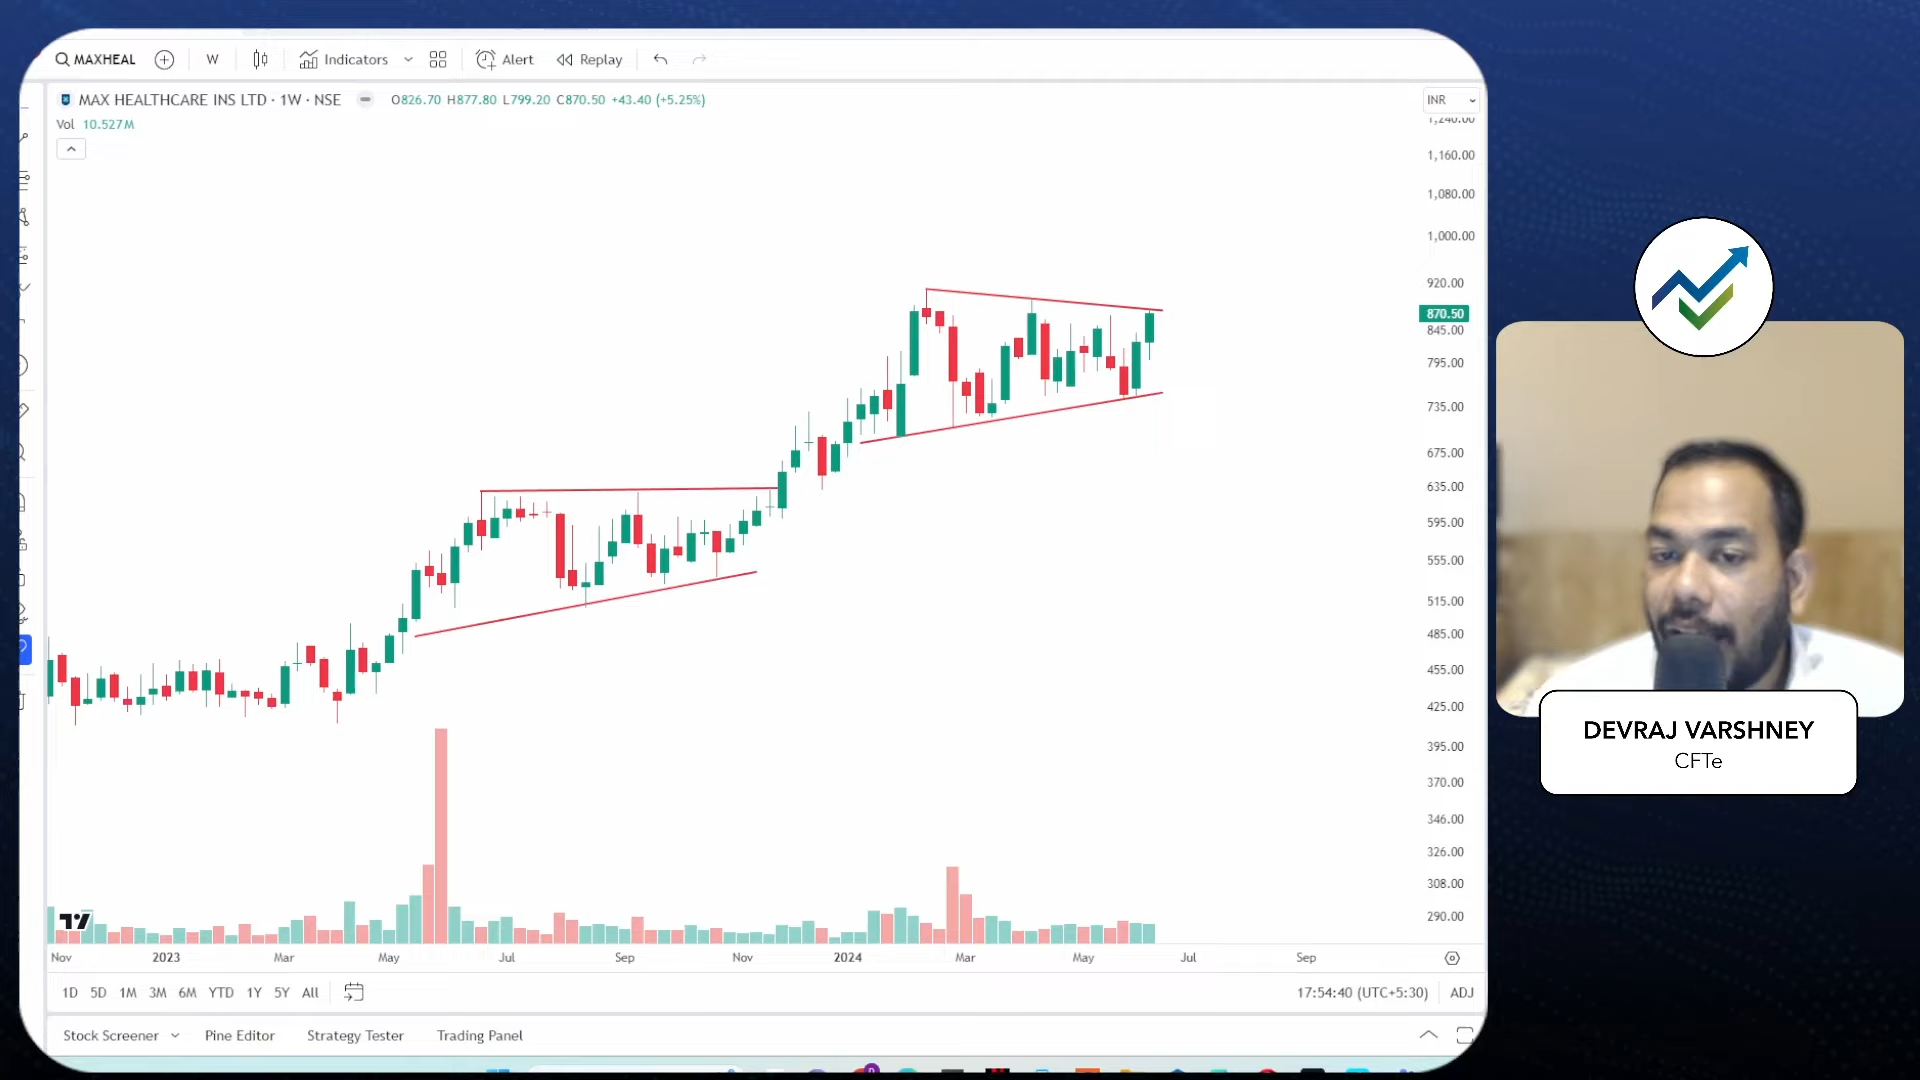 MAXHEAL W Indicators Alert Replay
MAX HEALTHCARE INS LTD · 1W · NSE O826.70 H877.80 L799.20 C870.50 +43.40 (+5.25%)
INR
Vol 10.527M
1,240.00
1,160.00
1,080.00
1,000.00
920.00
870.50
845.00
795.00
735.00
675.00
635.00
595.00
555.00
515.00
485.00
455.00
425.00
395.00
370.00
346.00
326.00
308.00
290.00
DEVRAJ VARSHNEY
CFTe
Nov 2023 Mar May Jul Sep Nov 2024 Mar May Jul Sep
1D 5D 1M 3M 6M YTD 1Y 5Y All 17:54:40 (UTC+5:30) ADJ
Stock Screener Pine Editor Strategy Tester Trading Panel